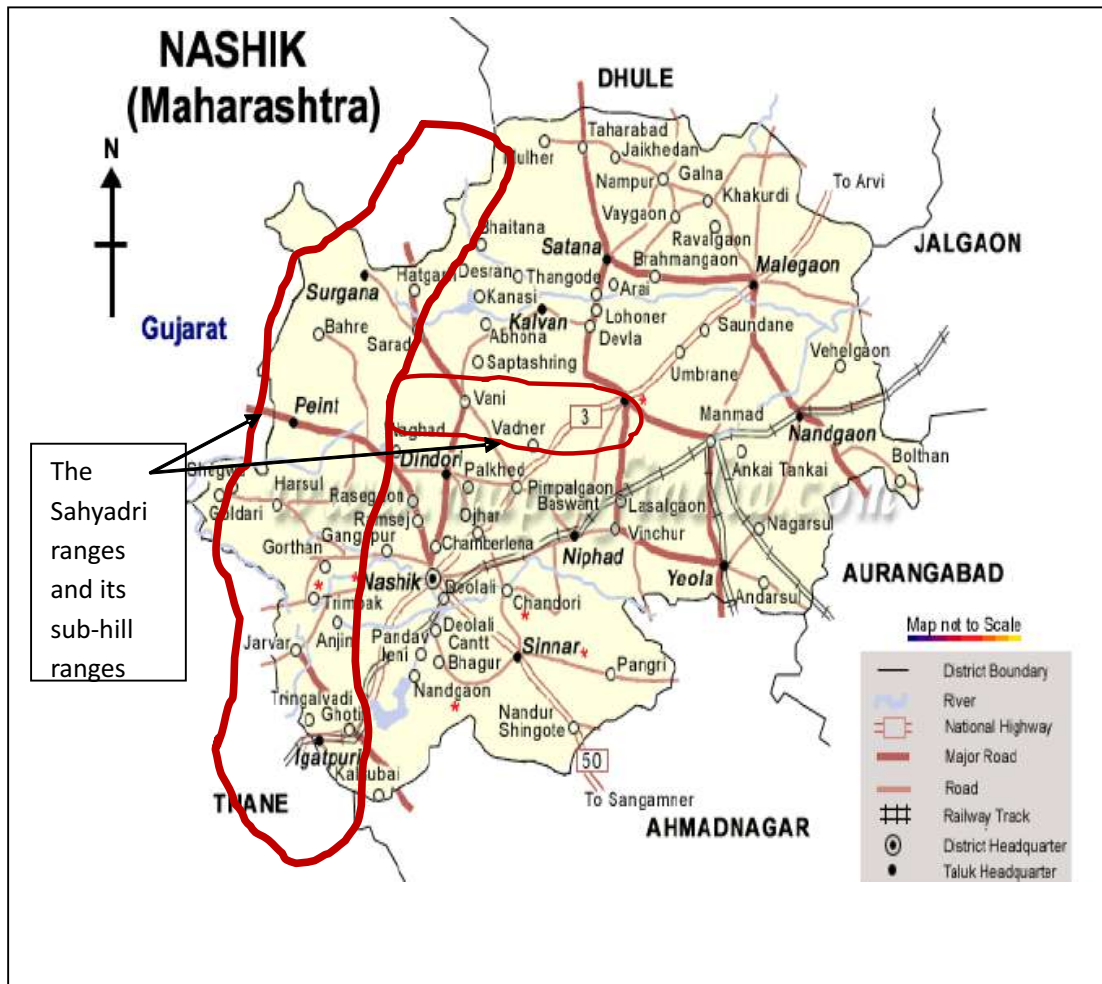 NASHIK
(Maharashtra)
DHULE
N
Taharabad
Mulher
Jaikhedan
Galna
To Arvi
Nampur
Khakurdi
Vaygaon
Bhaitana
Ravalgaon
JALGAON
Satana
Brahmangaon
Malegaon
Desran
Thangode
Hatgarh
Surgana
Arai
Kanasi
Gujarat
Kalvan
Lohoner
Saundane
Bahre
Abhona
Devla
Sarad
Vehelgaon
Saptashring
Umbrane
Vani
Peint
3
Manmad
Vadner
Nandgaon
Naghad
Ankai Tankai
Bolthan
The
Sahyadri
ranges
and its
sub-hill
ranges
Dindori
Palkhed
Harsul
Pimpalgaon
Baswant
Rasegaon
Goldari
Lasalgaon
Ramsej
Ojhar
Nagarsul
Gangapur
Vinchur
Gorthan
Chamberlena
Niphad
Nashik
Yeola
AURANGABAD
Deolali
Andarsul
Chandori
Trimbak
Anjin
Deolali
Cantt
Map not to Scale
Jarvar
Pandav
leni
Sinnar
Bhagur
Pangri
District Boundary
Nandgaon
River
Tringalvadi
Ghoti
Nandur
Shingote
National Highway
Igatpuri
Major Road
50
Kalsubai
Road
THANE
To Sangamner
AHMADNAGAR
Railway Track
District Headquarter
Taluk Headquarter